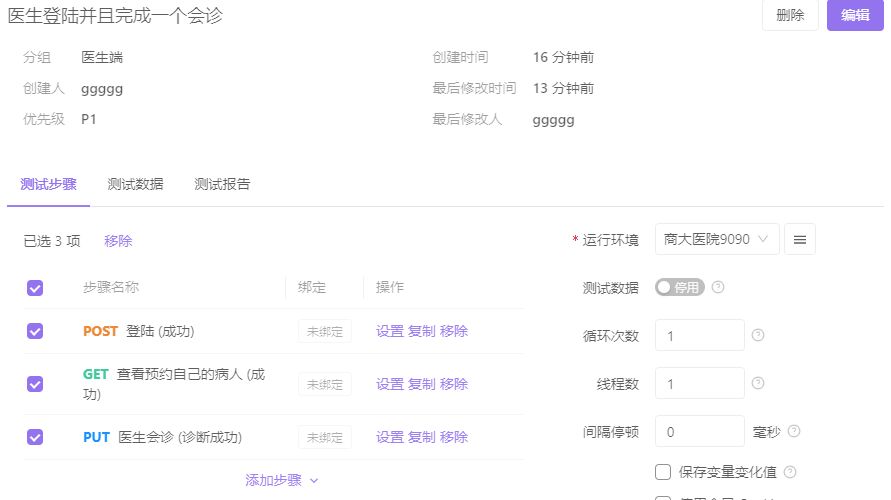 医生登陆并且完成一个会诊
删除
编辑
分组 医生端
创建时间 16 分钟前
创建人 ggggg
最后修改时间 13 分钟前
优先级 P1
最后修改人 ggggg
测试步骤 测试数据 测试报告
已选 3 项 移除
步骤名称 绑定 操作
POST 登陆 (成功) 未绑定 设置 复制 移除
GET 查看预约自己的病人 (成
功) 未绑定 设置 复制 移除
PUT 医生会诊 (诊断成功) 未绑定 设置 复制 移除
添加步骤
* 运行环境 商大医院9090
测试数据 停用
循环次数 1
线程数 1
间隔停顿 0 毫秒
保存变量变化值